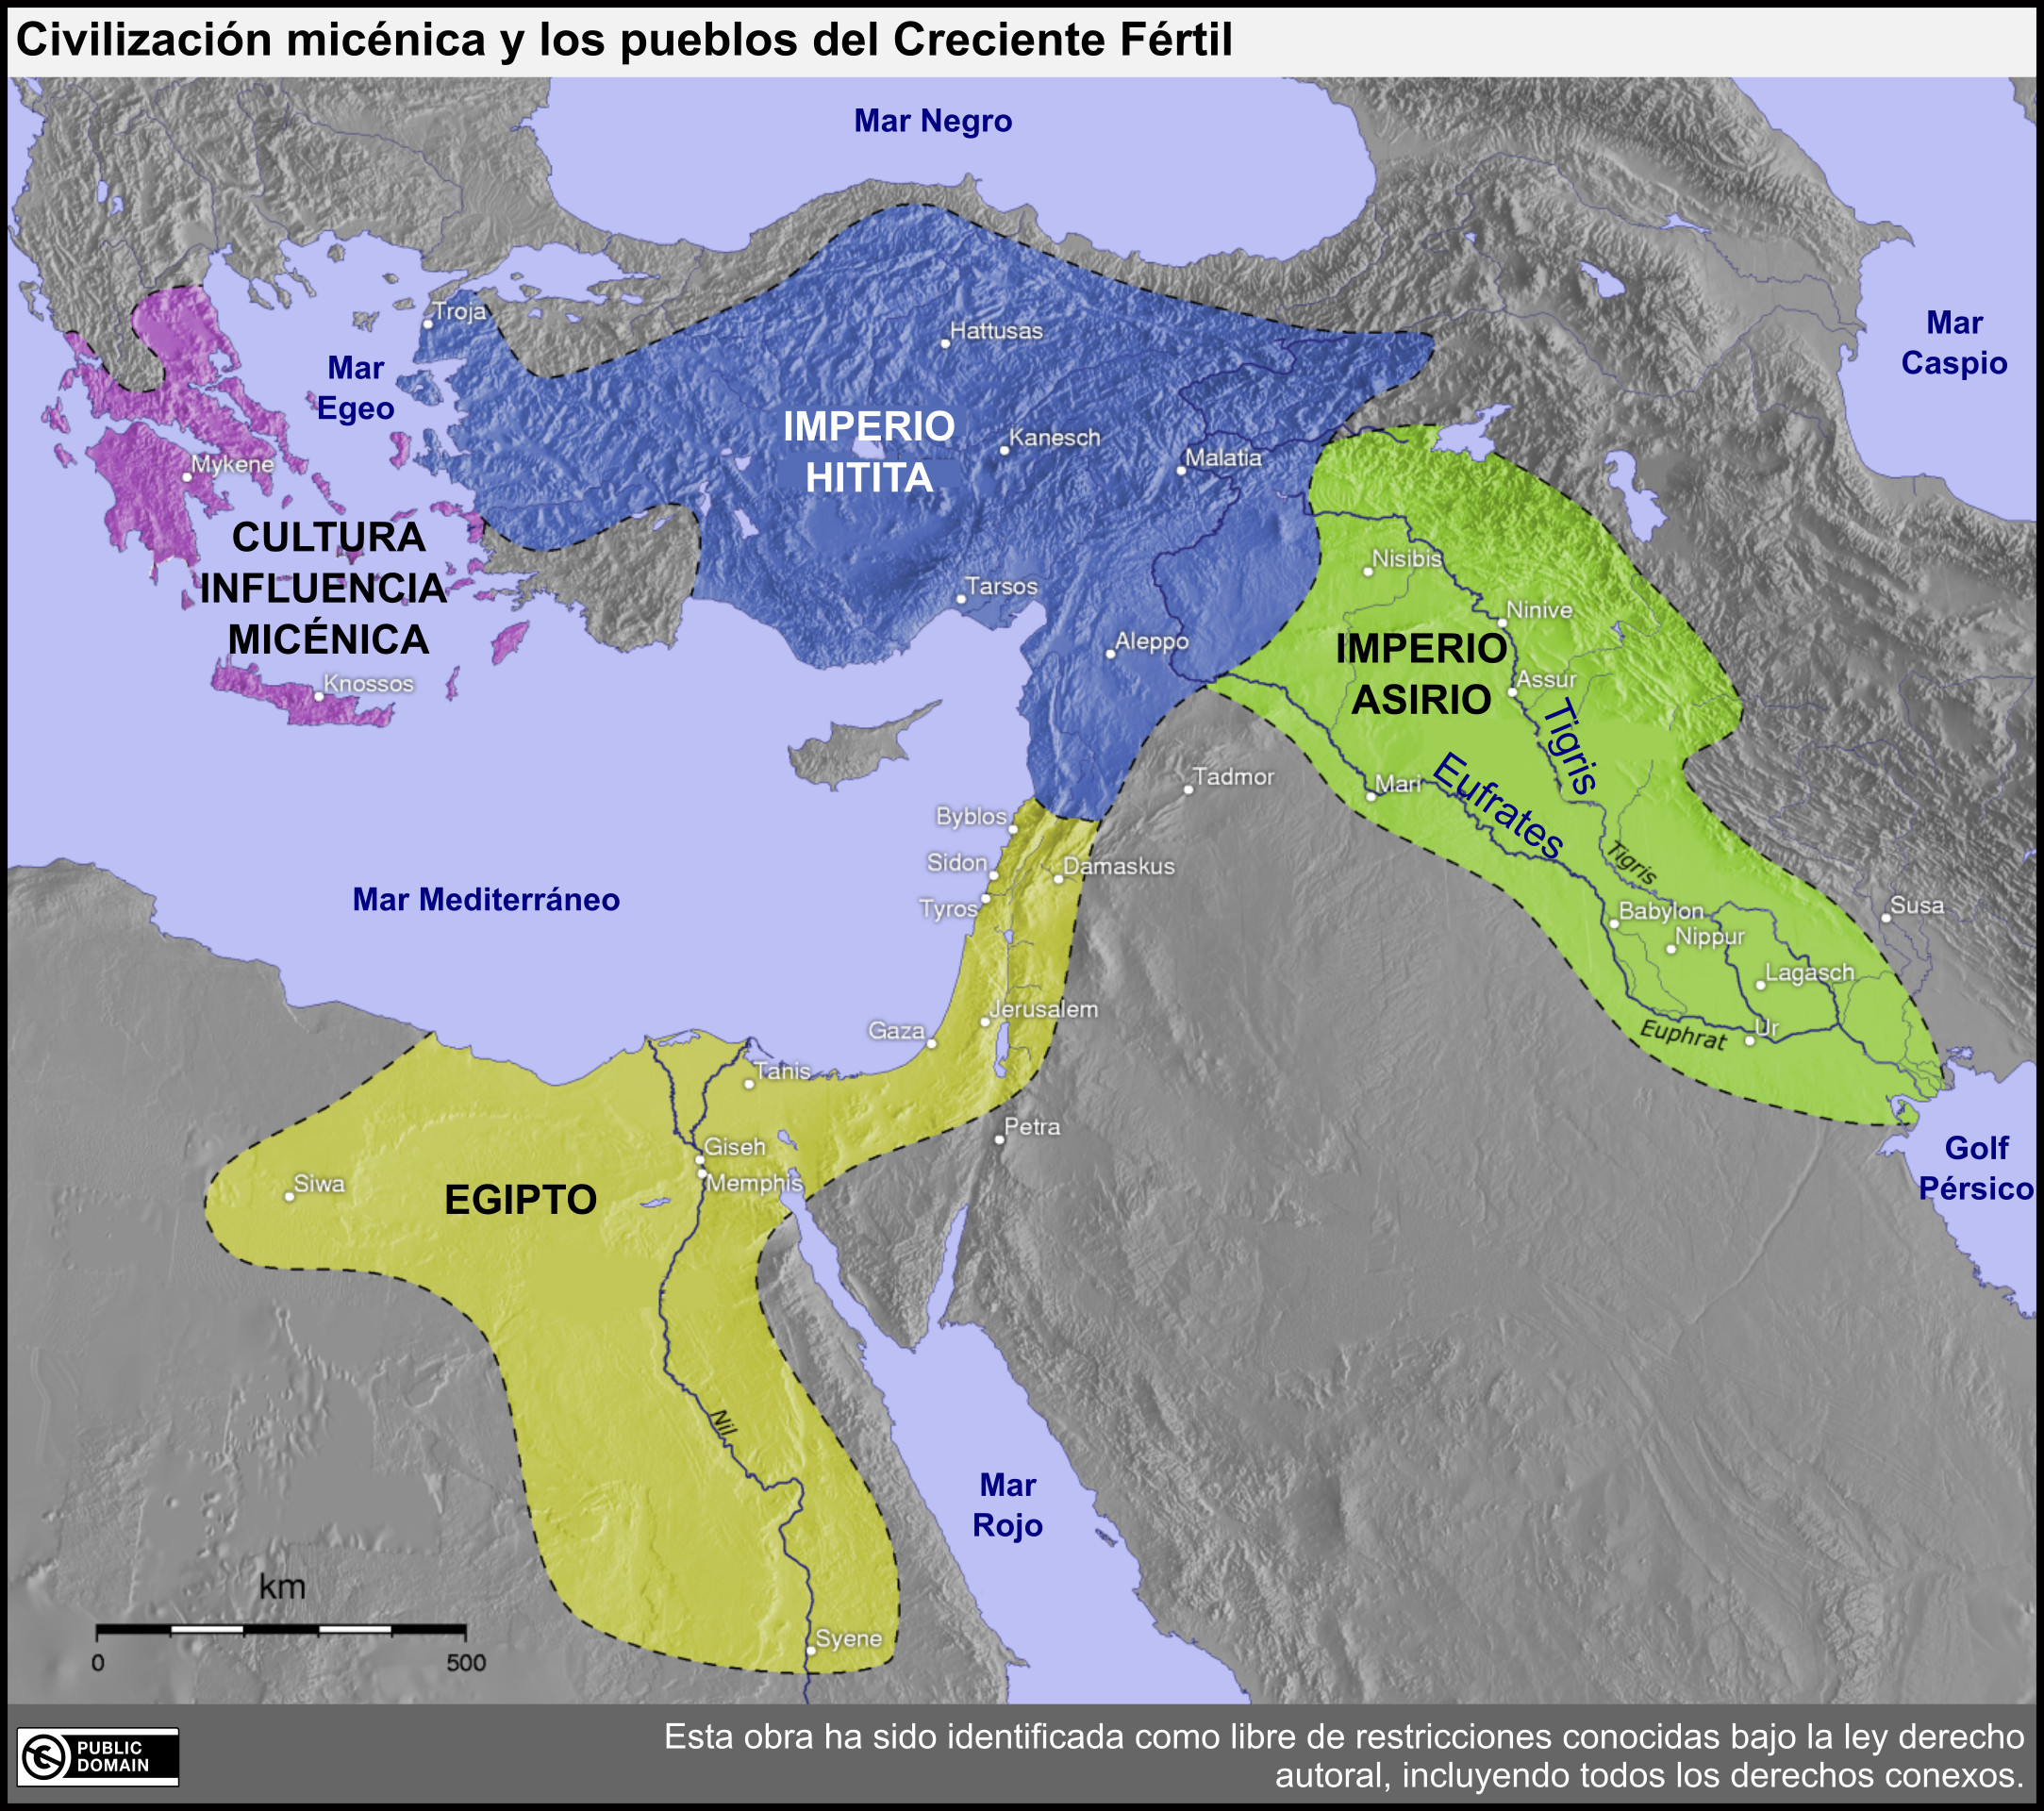 Civilización micénica y los pueblos del Creciente Fértil
Mar Negro
Mar
Caspio
Troja
Hattusas
Mar
Egeo
IMPERIO
HITITA
Kanesch
Malatia
Mykene
CULTURA
INFLUENCIA
MICÉNICA
Nisibis
Tarsos
Ninive
Aleppo
IMPERIO
ASIRIO
Assur
Knossos
Tigris
Tadmor
Mari
Eufrates
Byblos
Sidon
Damaskus
Tigris
Mar Mediterráneo
Tyros
Babylon
Susa
Nippur
Lagasch
Jerusalem
Gaza
Ur
Euphrat
Tanis
Petra
Giseh
Golf
Pérsico
Memphis
Siwa
EGIPTO
Nil
Mar
Rojo
km
0
500
Syene
PUBLIC
DOMAIN
Esta obra ha sido identificada como libre de restricciones conocidas bajo la ley derecho
autoral, incluyendo todos los derechos conexos.